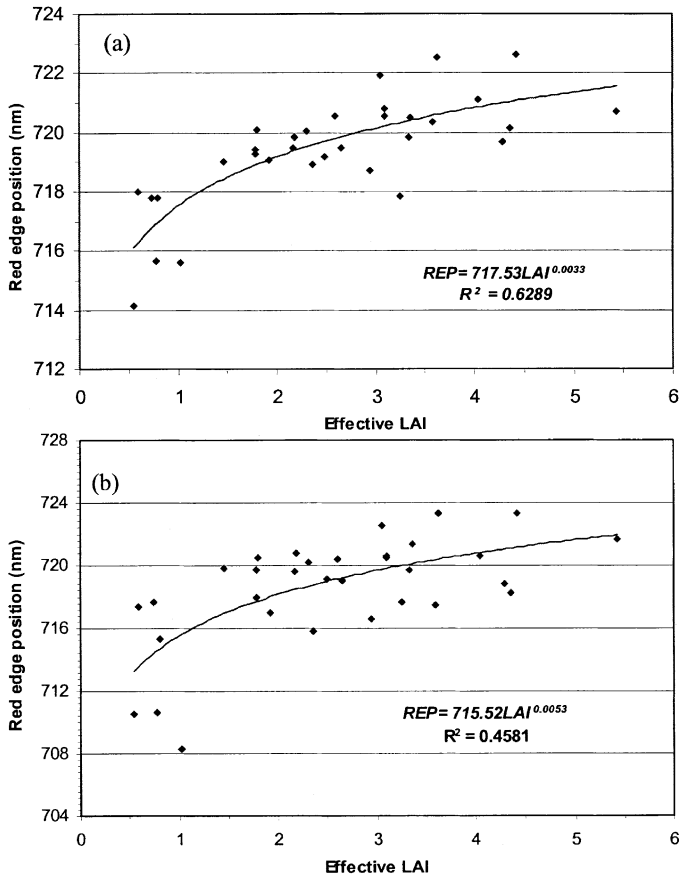 (a)
Red edge position (nm)
724
722
720
718
716
714
712
REP= 717.53LAI^0.0033
R² = 0.6289
0 1 2 3 4 5 6
Effective LAI
(b)
Red edge position (nm)
728
724
720
716
712
708
704
REP= 715.52LAI^0.0053
R² = 0.4581
0 1 2 3 4 5 6
Effective LAI